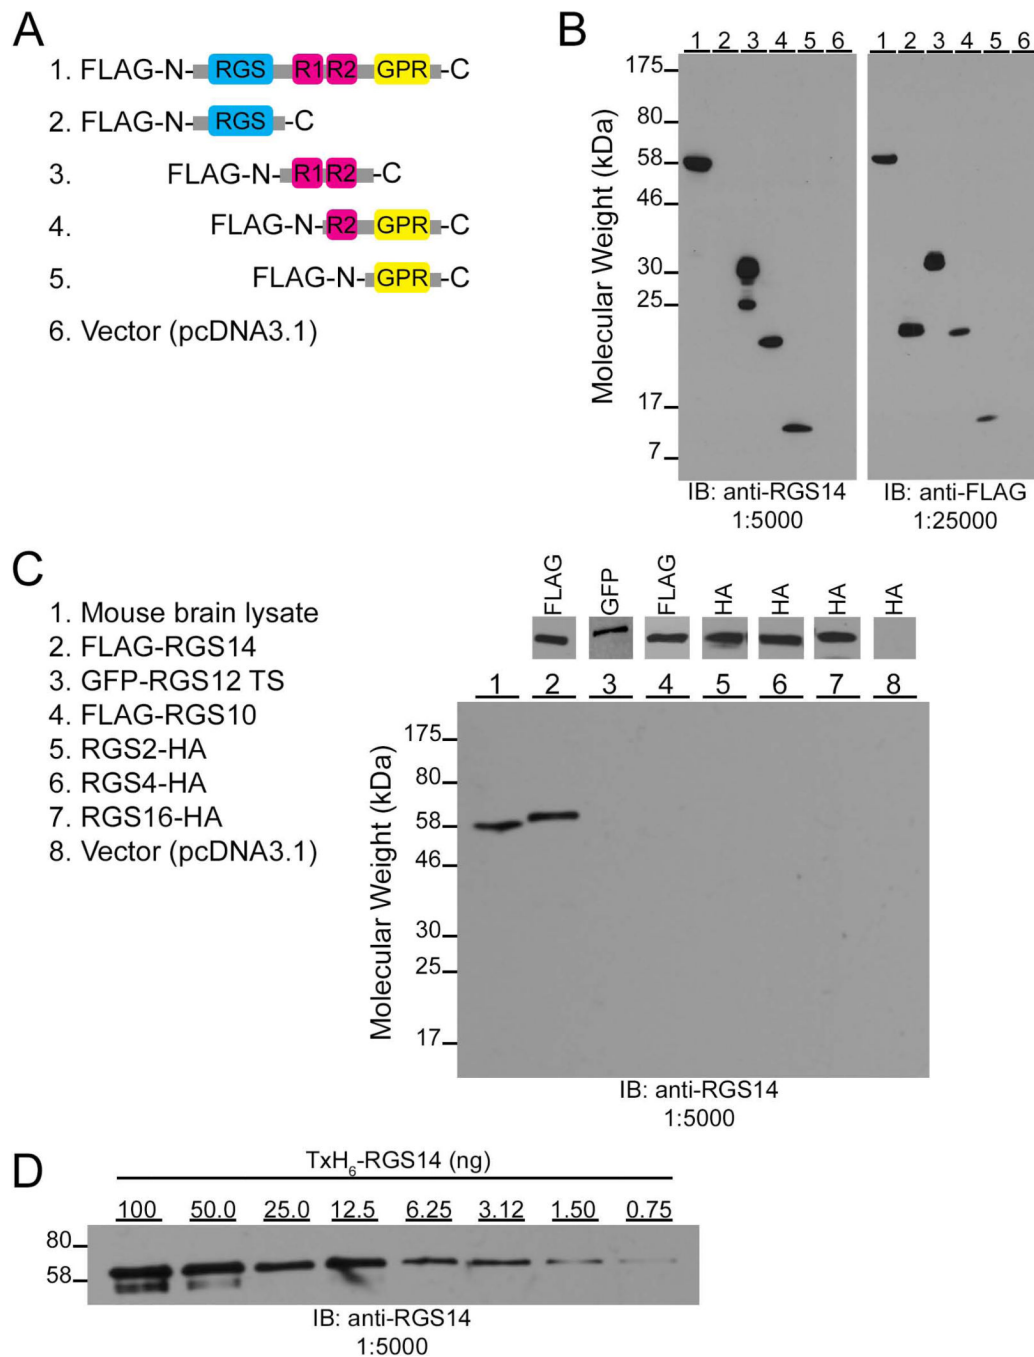 A
1. FLAG-N- RGS R1 R2 GPR -C
2. FLAG-N- RGS -C
3. FLAG-N- R1 R2 -C
4. FLAG-N- R2 GPR -C
5. FLAG-N- GPR -C
6. Vector (pcDNA3.1)
B
1 2 3 4 5 6
1 2 3 4 5 6
Molecular Weight (kDa)
175
80
58
46
30
25
17
7
IB: anti-RGS14
1:5000
IB: anti-FLAG
1:25000
C
1. Mouse brain lysate
2. FLAG-RGS14
3. GFP-RGS12 TS
4. FLAG-RGS10
5. RGS2-HA
6. RGS4-HA
7. RGS16-HA
8. Vector (pcDNA3.1)
FLAG GFP FLAG HA HA HA HA
1 2 3 4 5 6 7 8
Molecular Weight (kDa)
175
80
58
46
30
25
17
IB: anti-RGS14
1:5000
D
TxH6-RGS14 (ng)
100 50.0 25.0 12.5 6.25 3.12 1.50 0.75
80
58
IB: anti-RGS14
1:5000